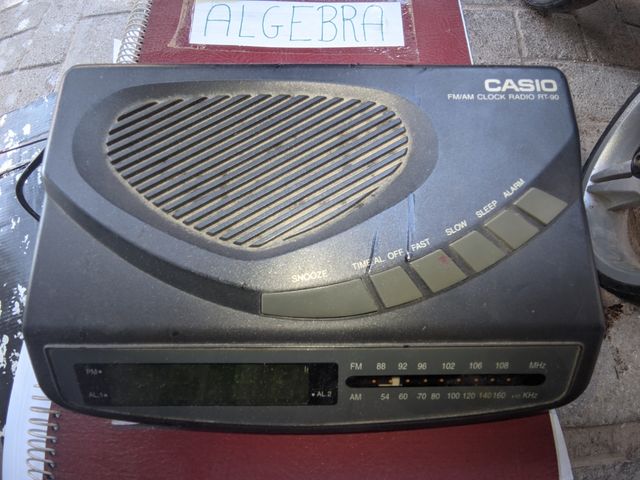 ALGEBRA
CASIO
FM/AM CLOCK RADIO RT-90
SNOOZE TIME/AL OFF FAST SLOW SLEEP ALARM
PM
AL.1 AL.2
FM 88 92 96 102 106 108 MHz
AM 54 60 70 80 100 120 140 160 x10 KHz